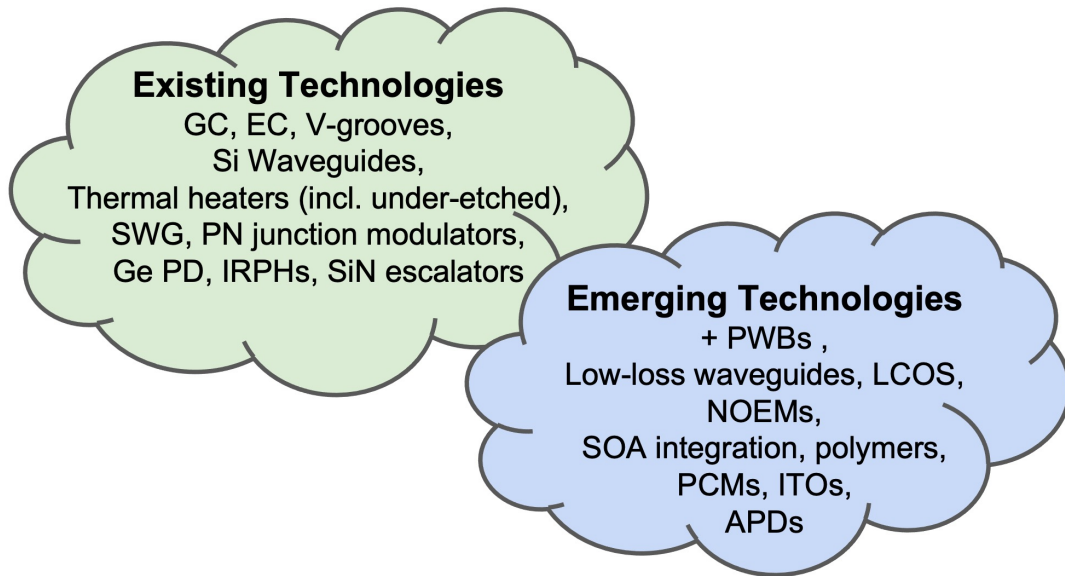 Existing Technologies
GC, EC, V-grooves,
Si Waveguides,
Thermal heaters (incl. under-etched),
SWG, PN junction modulators,
Ge PD, IRPHs, SiN escalators
Emerging Technologies
+ PWBs ,
Low-loss waveguides, LCOS,
NOEMs,
SOA integration, polymers,
PCMs, ITOs,
APDs